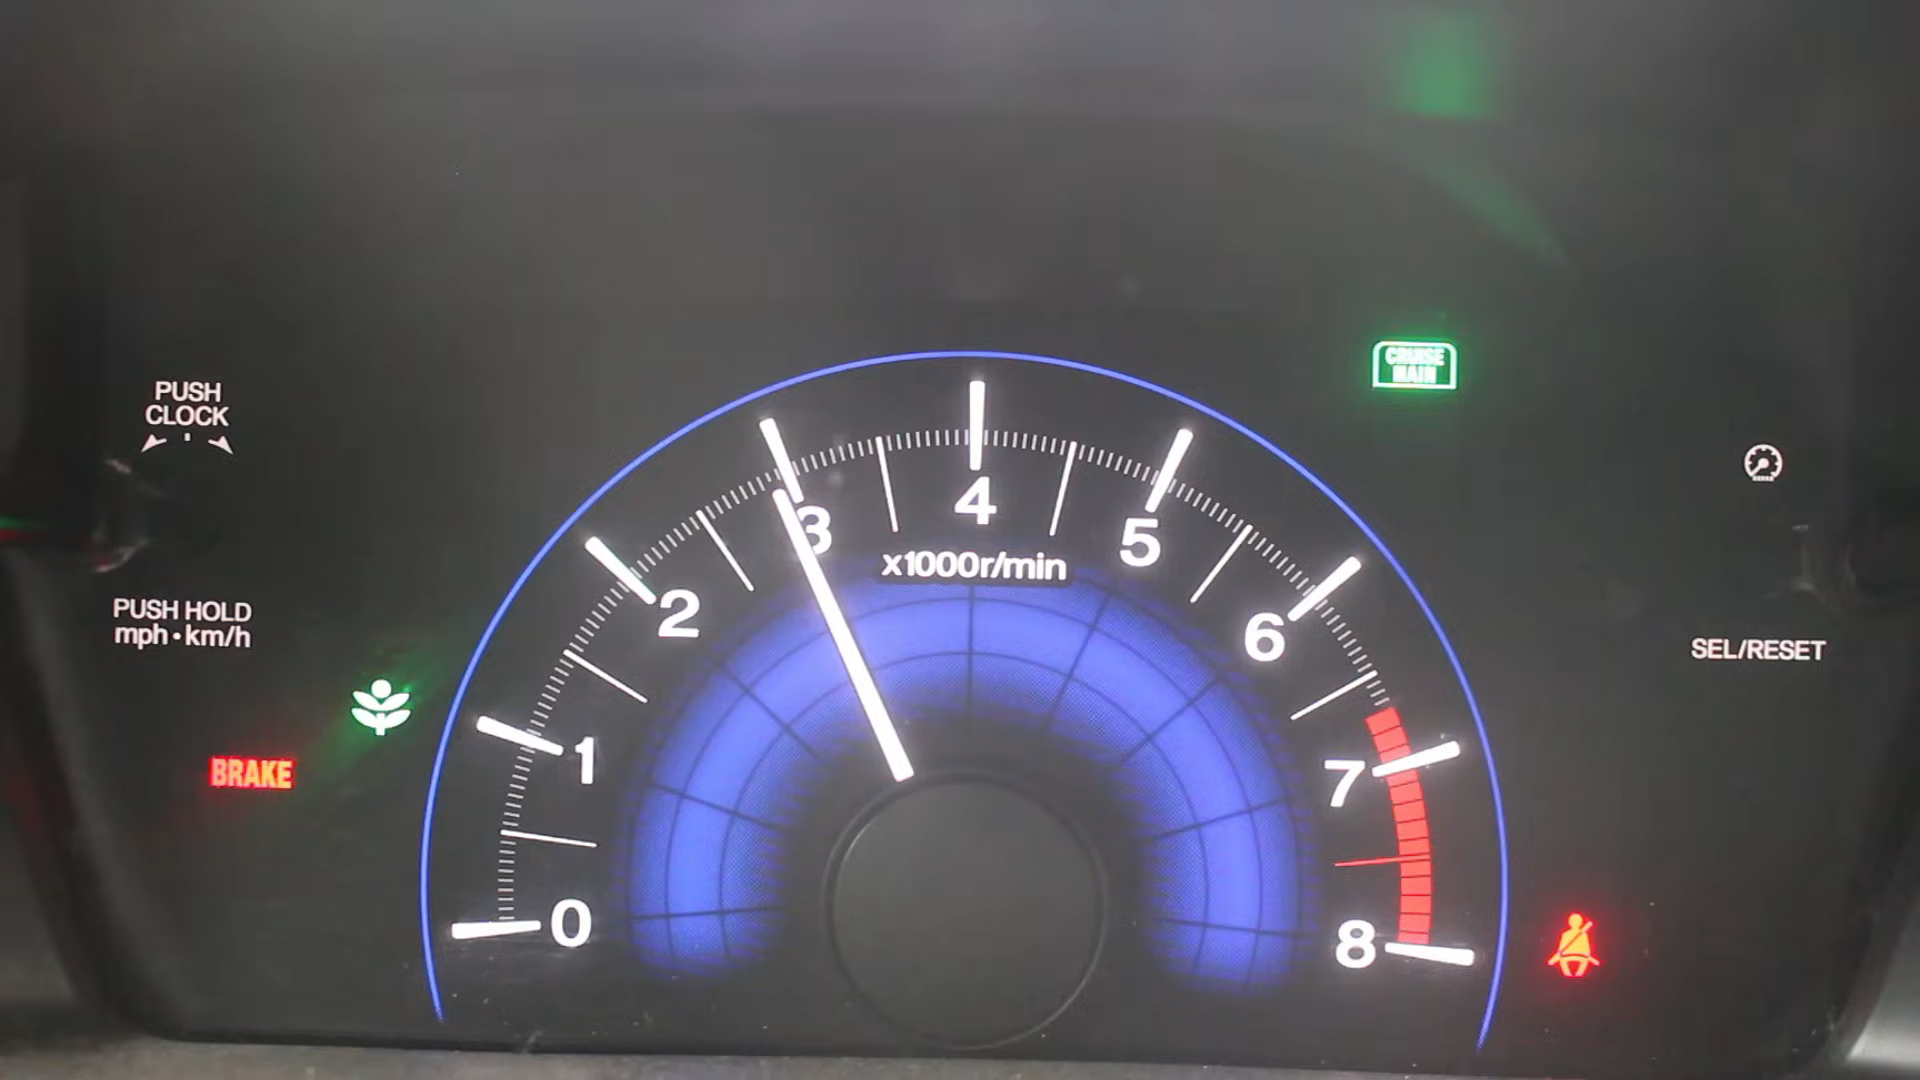 PUSH
CLOCK
PUSH HOLD
mph•km/h
BRAKE
0
1
2
3
4
5
6
7
8
x1000r/min
CRUISE
MAIN
SEL/RESET